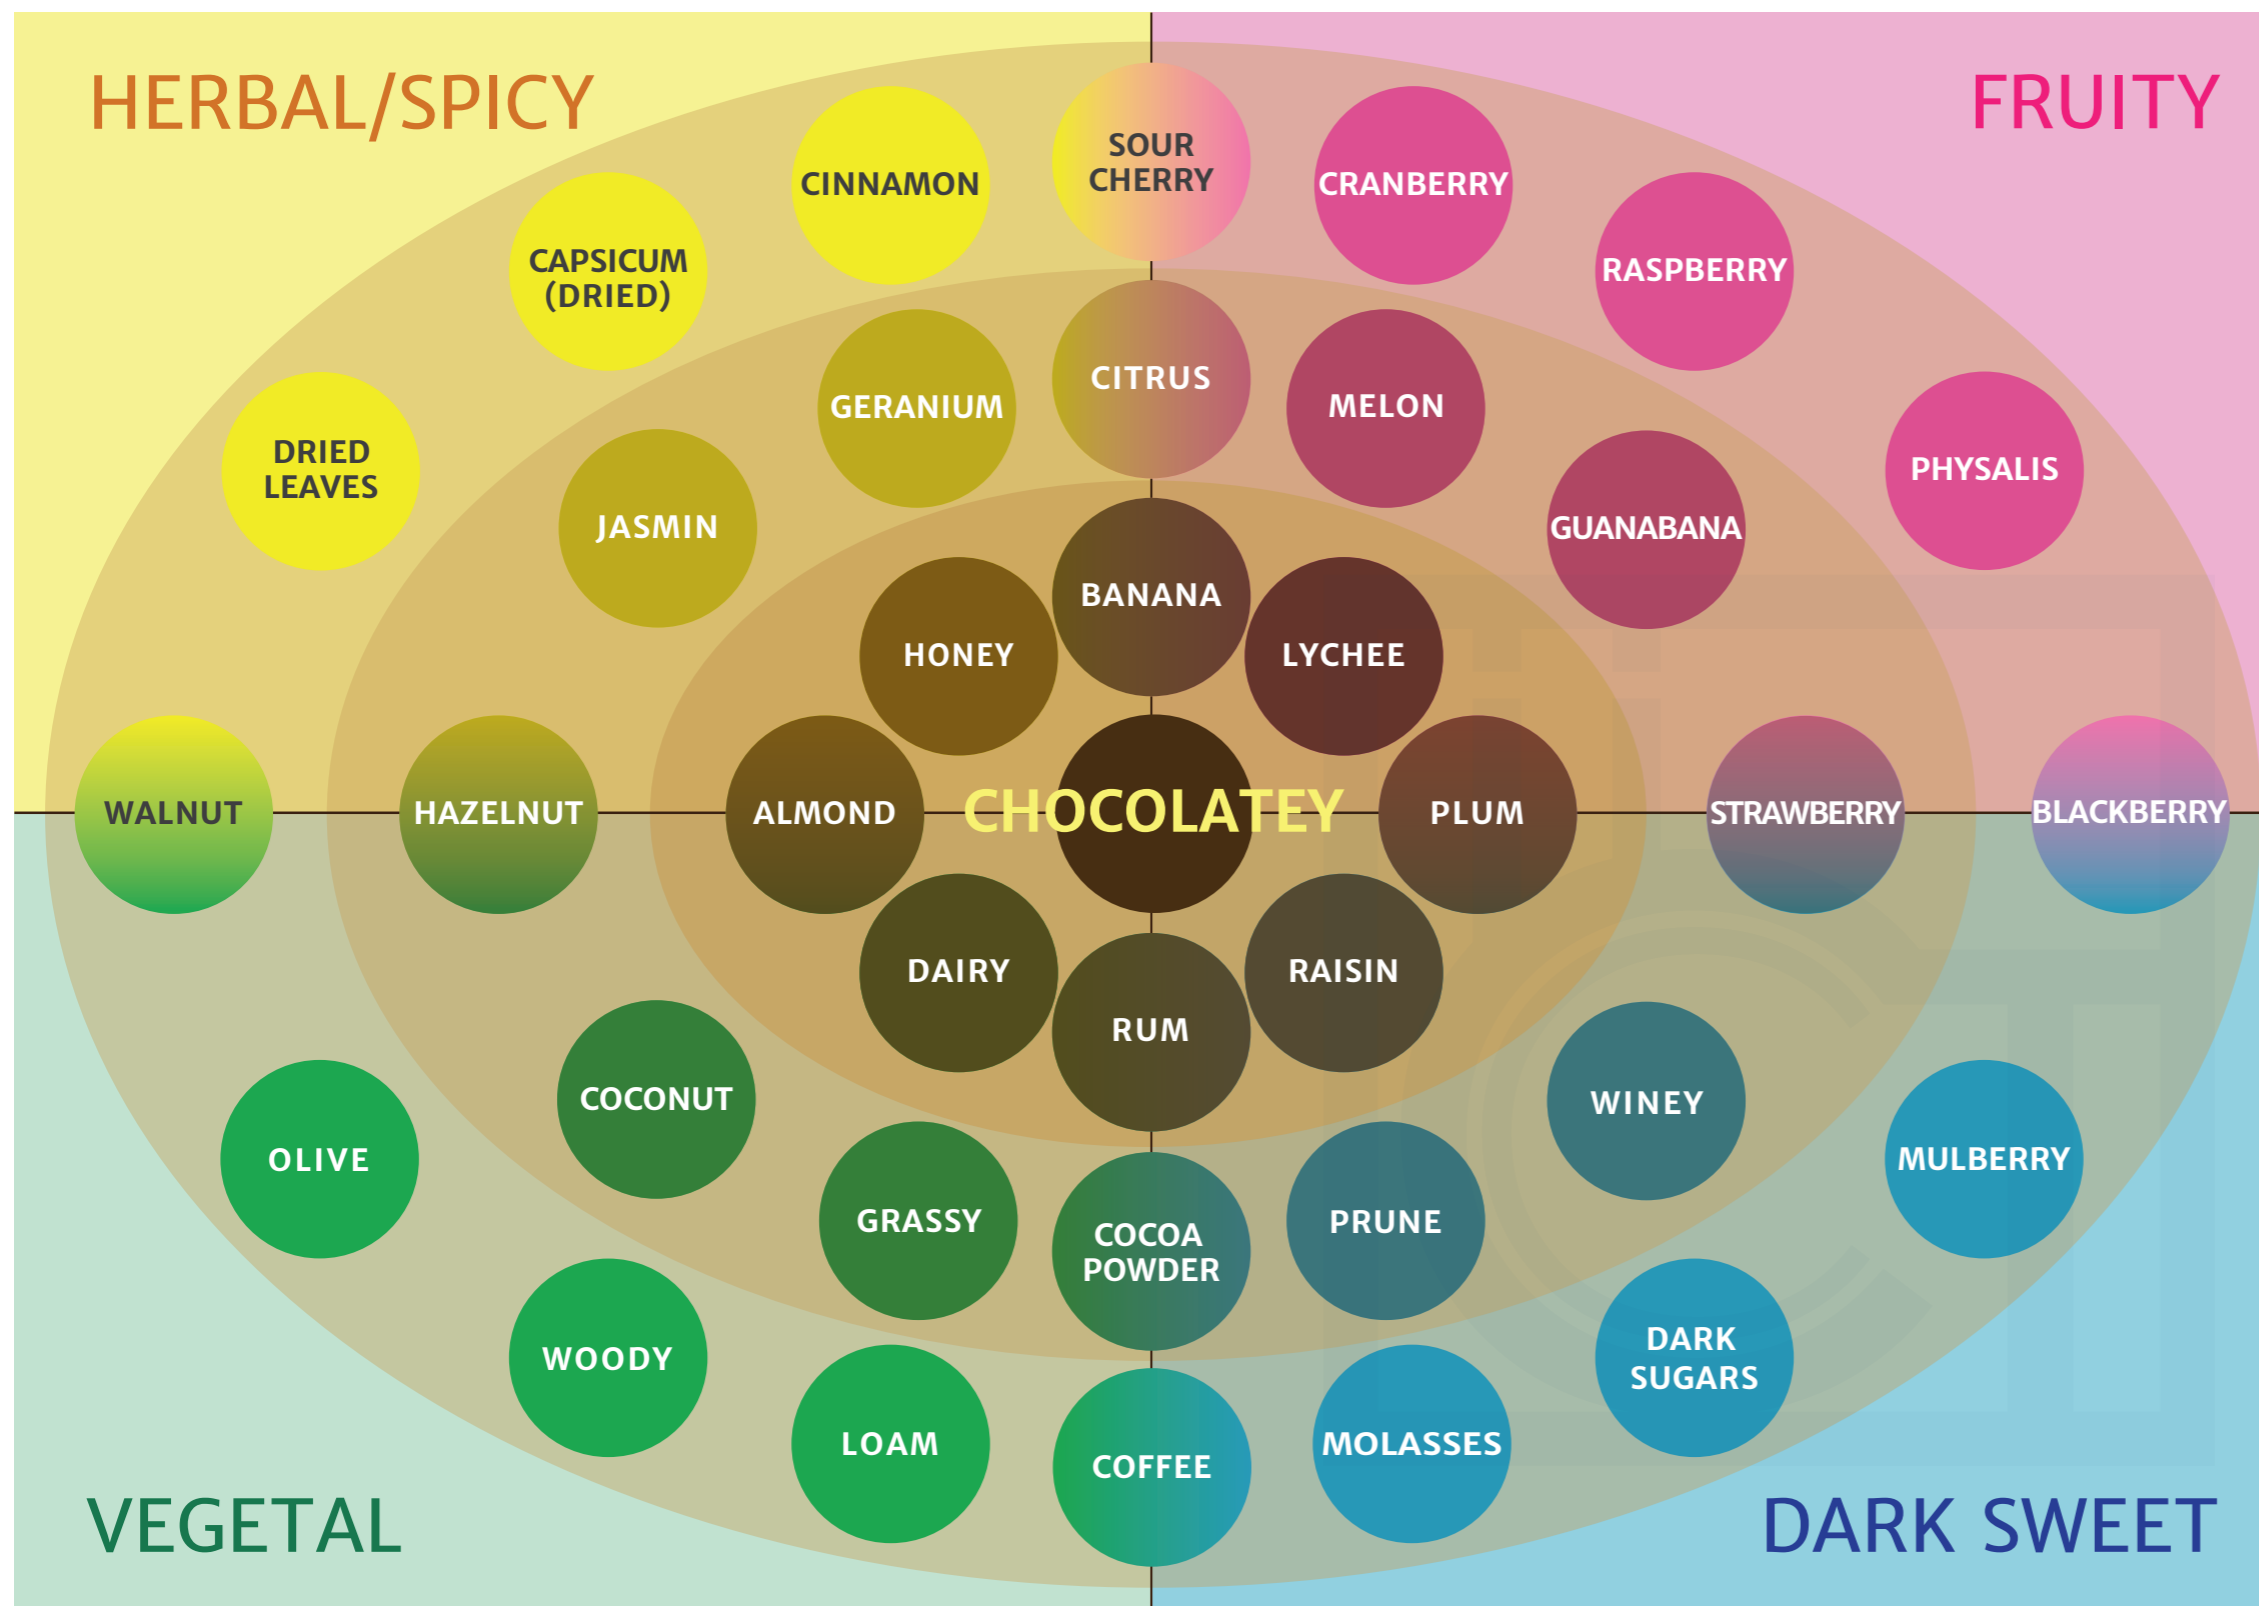 HERBAL/SPICY
FRUITY
SOUR
CHERRY
CINNAMON
CRANBERRY
CAPSICUM
(DRIED)
RASPBERRY
DRIED
LEAVES
GERANIUM
CITRUS
MELON
PHYSALIS
JASMIN
GUANABANA
HONEY
BANANA
LYCHEE
WALNUT
HAZELNUT
ALMOND
CHOCOLATEY
PLUM
STRAWBERRY
BLACKBERRY
DAIRY
RUM
RAISIN
COCONUT
WINEY
OLIVE
MULBERRY
GRASSY
COCOA
POWDER
PRUNE
WOODY
DARK
SUGARS
LOAM
COFFEE
MOLASSES
VEGETAL
DARK SWEET